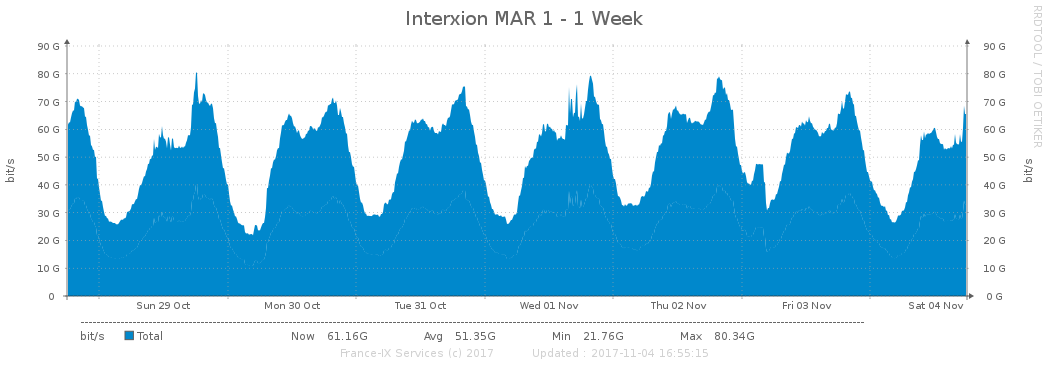 Interxion MAR 1 - 1 Week
RRDTOOL / TOBI OETIKER
bit/s
90 G 90 G
80 G 80 G
70 G 70 G
60 G 60 G
50 G 50 G
40 G 40 G
30 G 30 G
20 G 20 G
10 G 10 G
0 0 G
bit/s
Sun 29 Oct Mon 30 Oct Tue 31 Oct Wed 01 Nov Thu 02 Nov Fri 03 Nov Sat 04 Nov
bit/s Total Now 61.16G Avg 51.35G Min 21.76G Max 80.34G
France-IX Services (c) 2017 Updated : 2017-11-04 16:55:15